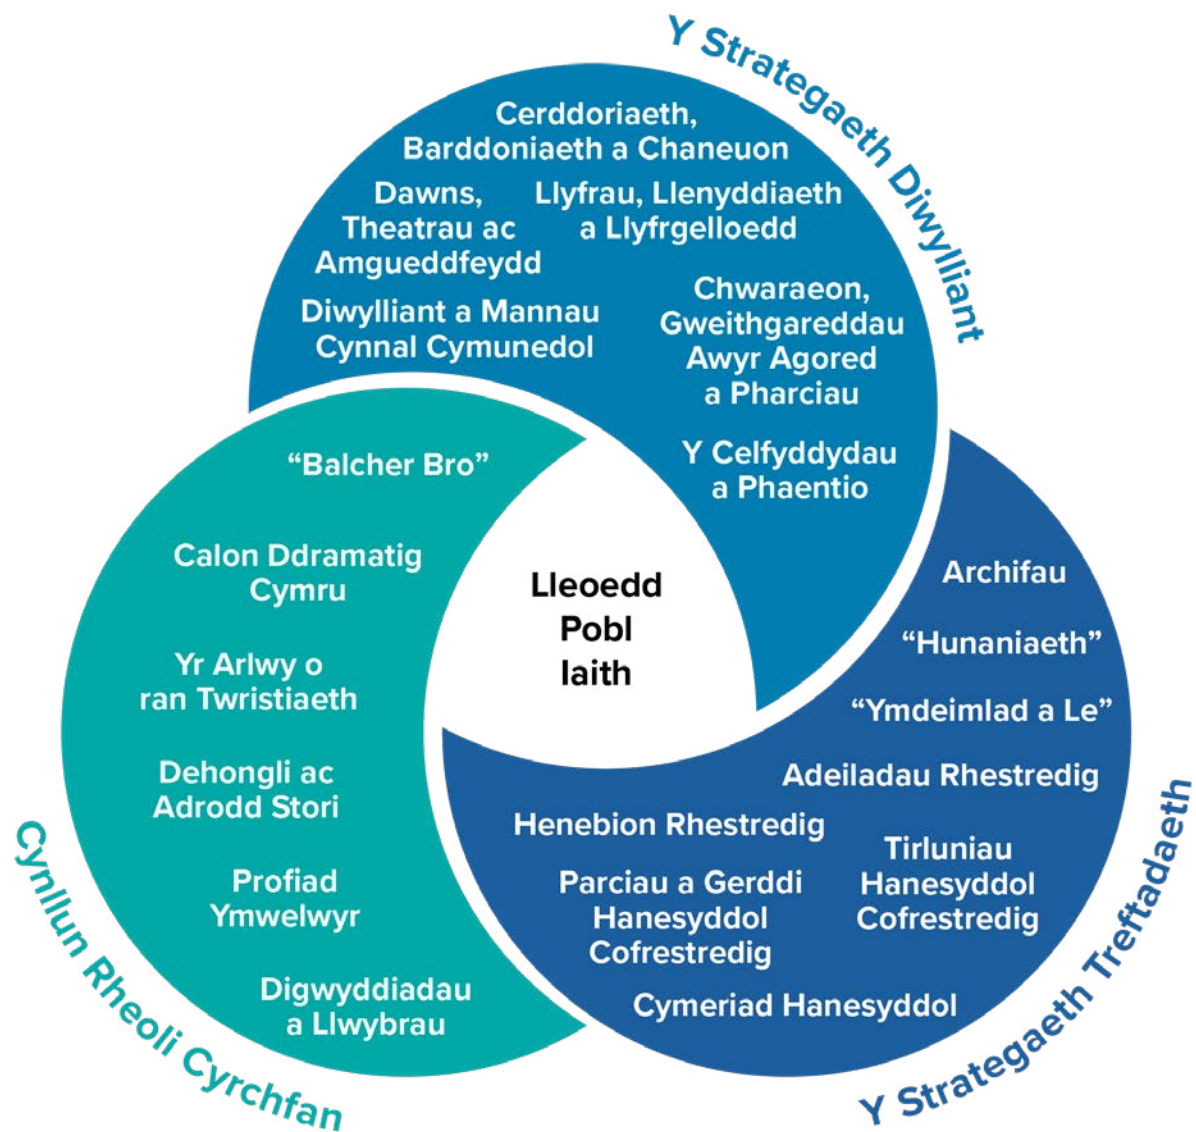 Y Strategaeth Diwylliant
Cerddoriaeth,
Barddoniaeth a Chaneuon
Dawns,
Theatrau ac
Amgueddfeydd
Llyfrau, Llenyddiaeth
a Llyfrgelloedd
Diwylliant a Mannau
Cynnal Cymunedol
Chwaraeon,
Gweithgareddau
Awyr Agored
a Pharciau
Y Celfyddydau
a Phaentio
"Balcher Bro"
Calon Ddramatig
Cymru
Yr Arlwy o
ran Twristiaeth
Dehongli ac
Adrodd Stori
Profiad
Ymwelwyr
Digwyddiadau
a Llwybrau
Cynllun Rheoli Cyrchfan
Lleoedd
Pobl
Iaith
Archifau
"Hunaniaeth"
"Ymdeimlad a Le"
Adeiladau Rhestredig
Henebion Rhestredig
Tirluniau
Hanesyddol
Cofrestredig
Parciau a Gerddi
Hanesyddol
Cofrestredig
Cymeriad Hanesyddol
Y Strategaeth Treftadaeth